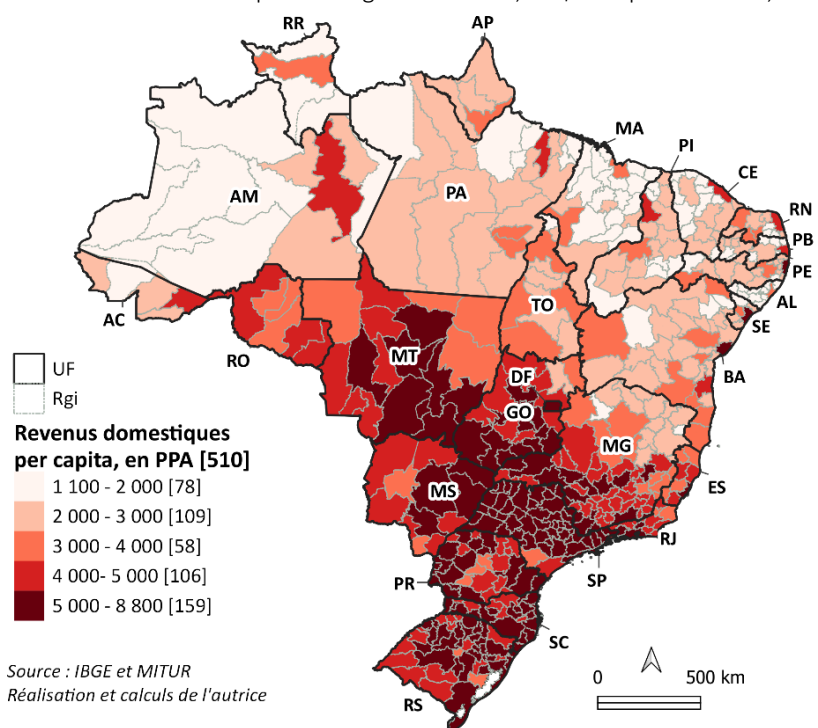 RR
AP
MA
PI
CE
RN
PB
PE
AL
SE
BA
AM
PA
TO
AC
RO
MT
DF
GO
MG
ES
MS
RJ
SP
PR
SC
RS
UF
Rgi
Revenus domestiques
per capita, en PPA [510]
1 100 - 2 000 [78]
2 000 - 3 000 [109]
3 000 - 4 000 [58]
4 000- 5 000 [106]
5 000 - 8 800 [159]
Source : IBGE et MITUR
Réalisation et calculs de l'autrice
0 500 km